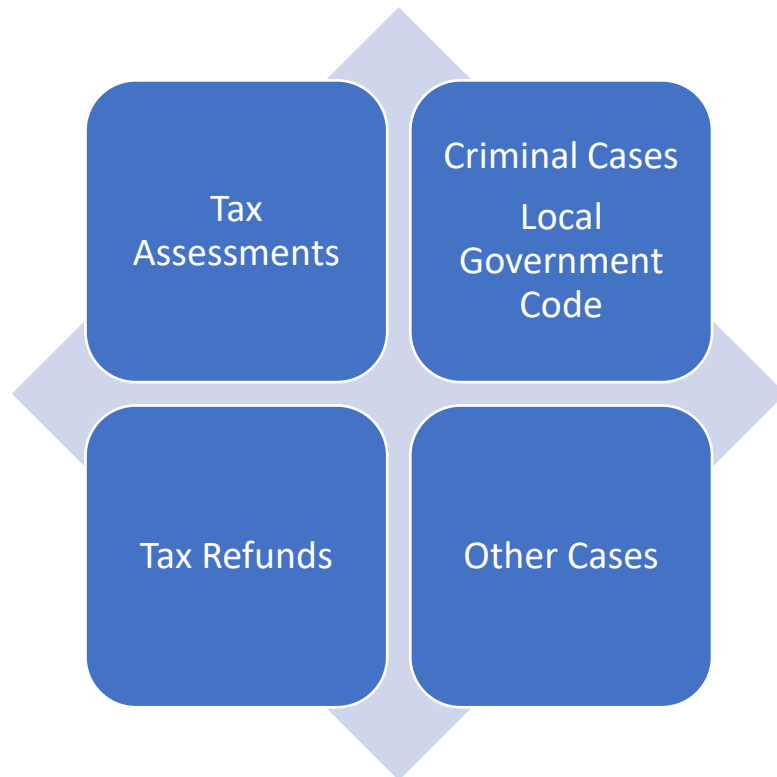 Tax
Assessments
Criminal Cases
Local
Government
Code
Tax Refunds
Other Cases